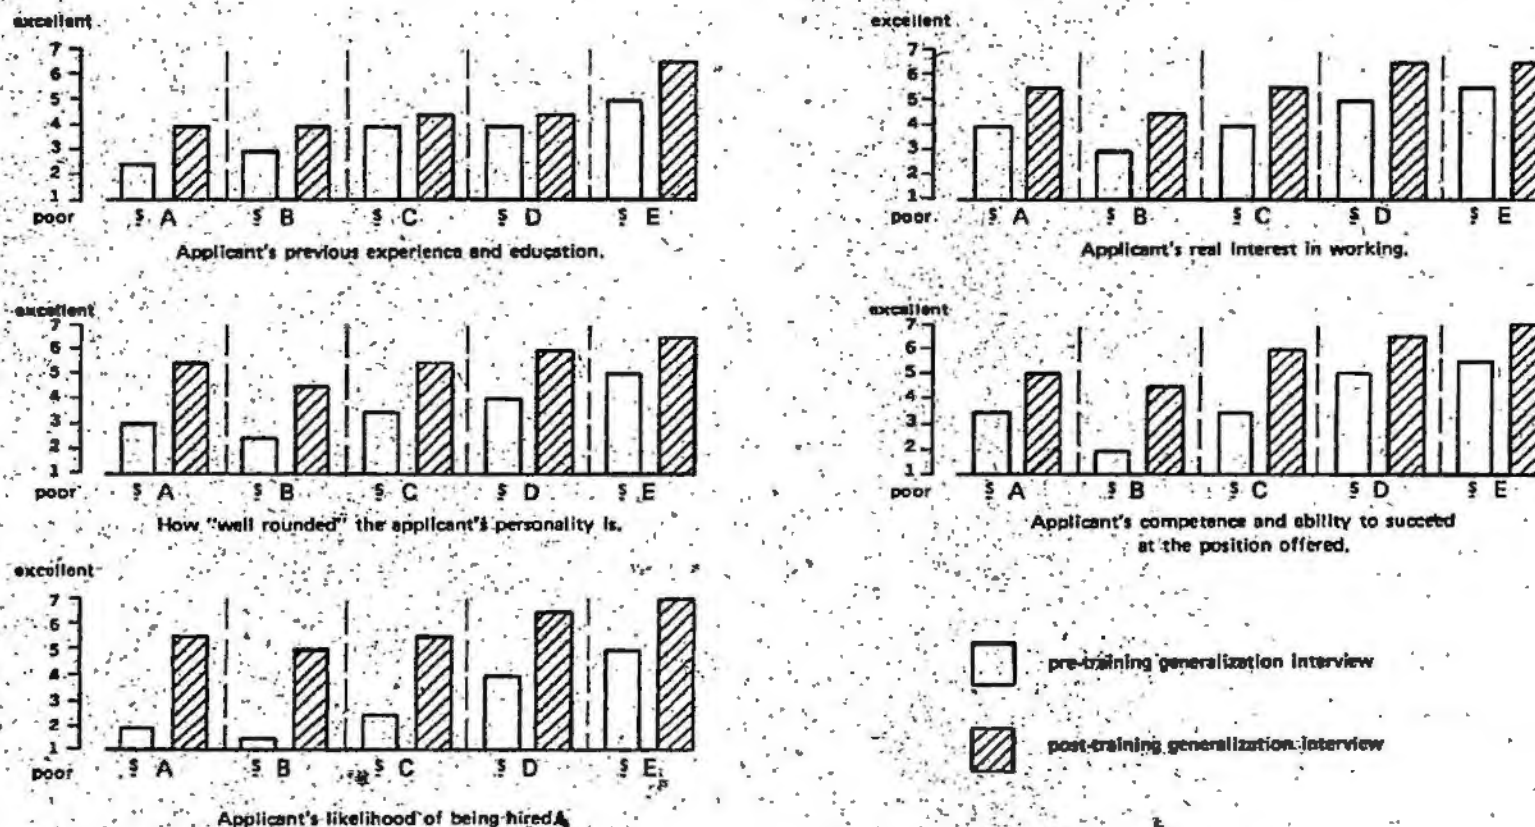 excellent
7
6
5
4
3
2
1
poor
S A S B S C S D S E
Applicant's previous experience and education.
excellent
7
6
5
4
3
2
1
poor
S A S B S C S D S E
Applicant's real interest in working.
excellent
7
6
5
4
3
2
1
poor
S A S B S C S D S E
How "well rounded" the applicant's personality is.
excellent
7
6
5
4
3
2
1
poor
S A S B S C S D S E
Applicant's competence and ability to succeed
at the position offered.
excellent
7
6
5
4
3
2
1
poor
S A S B S C S D S E
Applicant's likelihood of being hired
pre-training generalization interview
post-training generalization interview